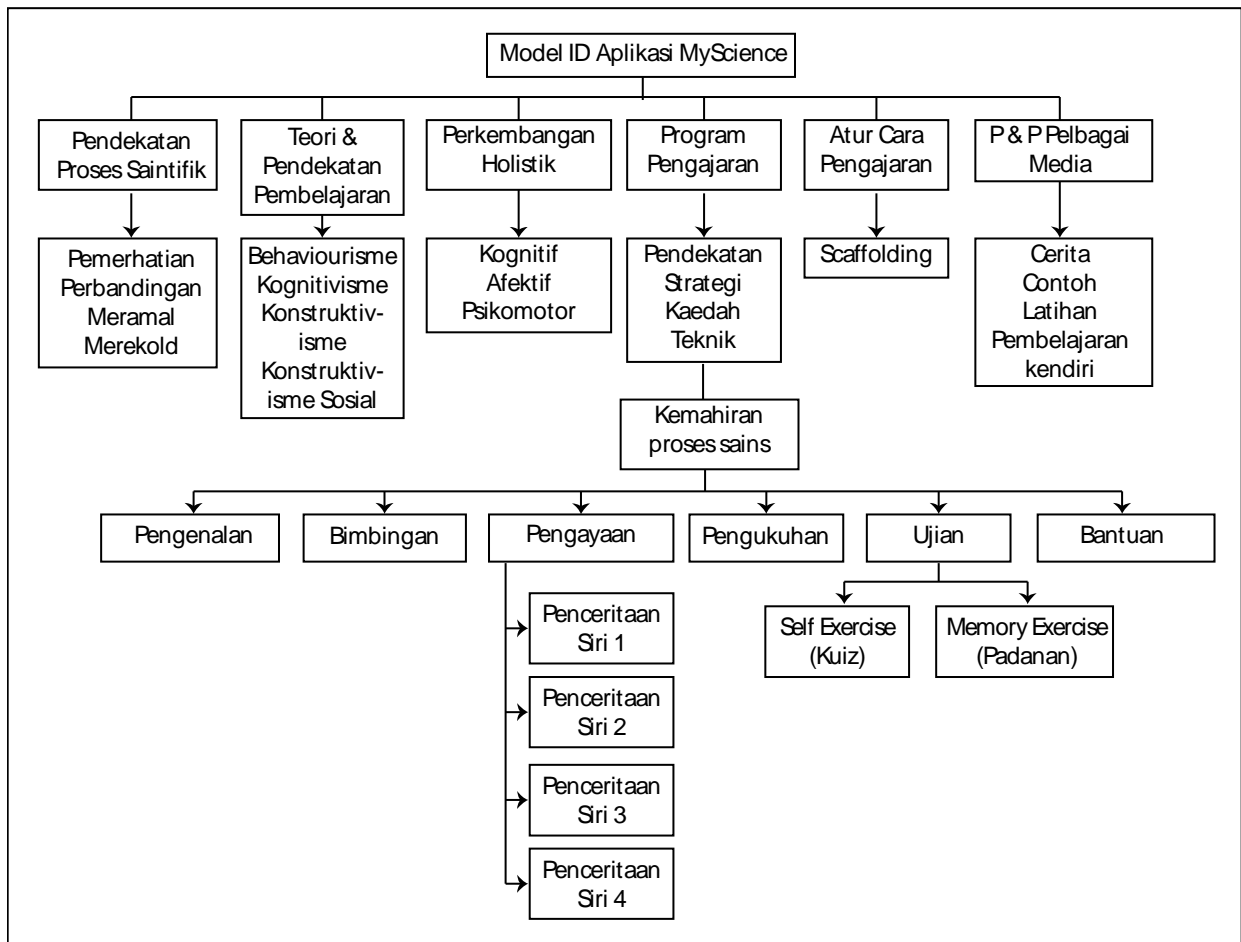 Model ID Aplikasi MyScience
Pendekatan
Proses Saintifik
Teori &
Pendekatan
Pembelajaran
Perkembangan
Holistik
Program
Pengajaran
Atur Cara
Pengajaran
P & P Pelbagai
Media
Pemerhatian
Perbandingan
Meramal
Merekold
Behaviourisme
Kognitivisme
Konstruktiv-
isme
Konstruktiv-
isme Sosial
Kognitif
Afektif
Psikomotor
Pendekatan
Strategi
Kaedah
Teknik
Scaffolding
Cerita
Contoh
Latihan
Pembelajaran
kendiri
Kemahiran
proses sains
Pengenalan
Bimbingan
Pengayaan
Pengukuhan
Ujian
Bantuan
Penceritaan
Siri 1
Penceritaan
Siri 2
Penceritaan
Siri 3
Penceritaan
Siri 4
Self Exercise
(Kuiz)
Memory Exercise
(Padanan)